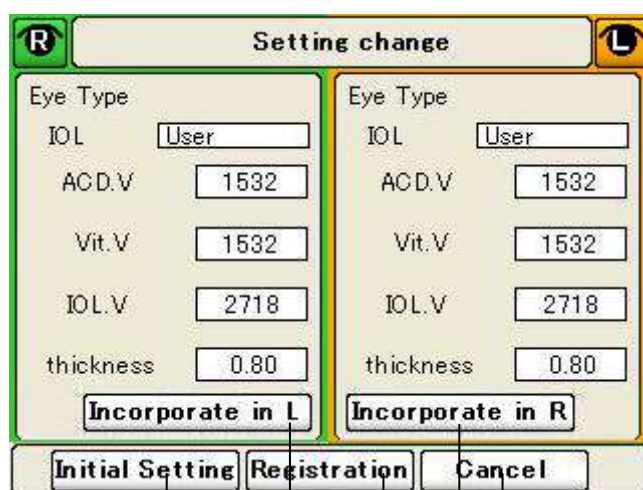 R Setting change L
Eye Type
IOL User
ACD.V 1532
Vit.V 1532
IOL.V 2718
thickness 0.80
Incorporate in L
Eye Type
IOL User
ACD.V 1532
Vit.V 1532
IOL.V 2718
thickness 0.80
Incorporate in R
Initial Setting Registration Cancel